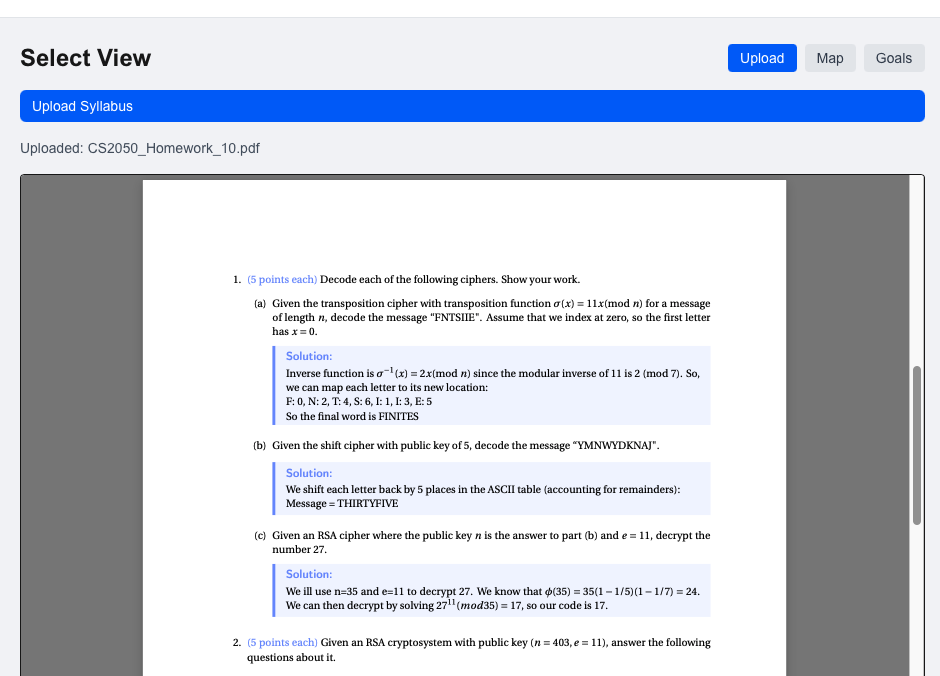 Select View
Upload
Map
Goals
Upload Syllabus
Uploaded: CS2050_Homework_10.pdf
1. (5 points each) Decode each of the following ciphers. Show your work.
(a) Given the transposition cipher with transposition function σ(x) = 11x(mod n) for a message
of length n, decode the message "FNTSIIE". Assume that we index at zero, so the first letter
has x = 0.
Solution:
Inverse function is σ⁻¹(x) = 2x(mod n) since the modular inverse of 11 is 2 (mod 7). So,
we can map each letter to its new location:
F: 0, N: 2, T: 4, S: 6, I: 1, I: 3, E: 5
So the final word is FINITES
(b) Given the shift cipher with public key of 5, decode the message “YMNWYDKNAJ”.
Solution:
We shift each letter back by 5 places in the ASCII table (accounting for remainders):
Message = THIRTYFIVE
(c) Given an RSA cipher where the public key n is the answer to part (b) and e = 11, decrypt the
number 27.
Solution:
We ill use n=35 and e=11 to decrypt 27. We know that ϕ(35) = 35(1 − 1/5)(1 − 1/7) = 24.
We can then decrypt by solving 27¹¹(mod35) = 17, so our code is 17.
2. (5 points each) Given an RSA cryptosystem with public key (n = 403, e = 11), answer the following
questions about it.